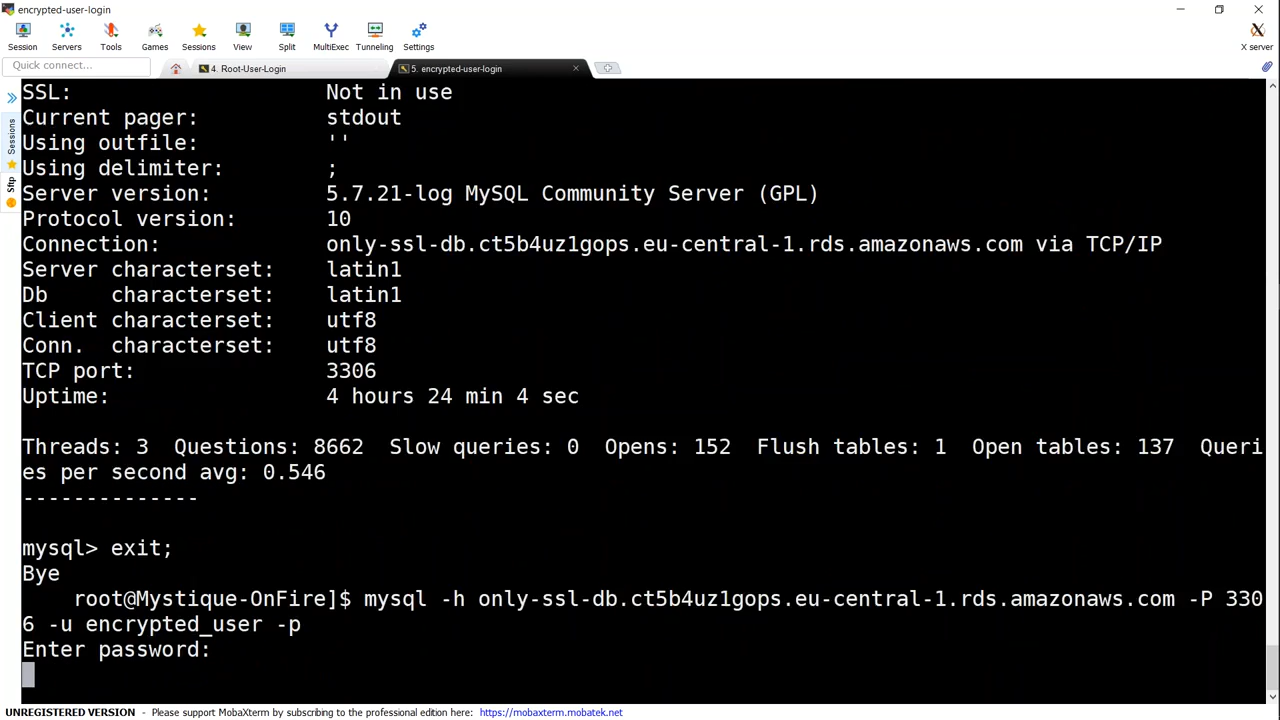 encrypted-user-login
Session Servers Tools Games Sessions View Split MultiExec Tunneling Settings X server
Quick connect... 4. Root-User-Login 5. encrypted-user-login
Sessions
Sftp
SSL: Not in use
Current pager: stdout
Using outfile: ''
Using delimiter: ;
Server version: 5.7.21-log MySQL Community Server (GPL)
Protocol version: 10
Connection: only-ssl-db.ct5b4uz1gops.eu-central-1.rds.amazonaws.com via TCP/IP
Server characterset: latin1
Db characterset: latin1
Client characterset: utf8
Conn. characterset: utf8
TCP port: 3306
Uptime: 4 hours 24 min 4 sec
Threads: 3 Questions: 8662 Slow queries: 0 Opens: 152 Flush tables: 1 Open tables: 137 Queri
es per second avg: 0.546
--------------
mysql> exit;
Bye
root@Mystique-OnFire]$ mysql -h only-ssl-db.ct5b4uz1gops.eu-central-1.rds.amazonaws.com -P 330
6 -u encrypted_user -p
Enter password:
UNREGISTERED VERSION - Please support MobaXterm by subscribing to the professional edition here: https://mobaxterm.mobatek.net